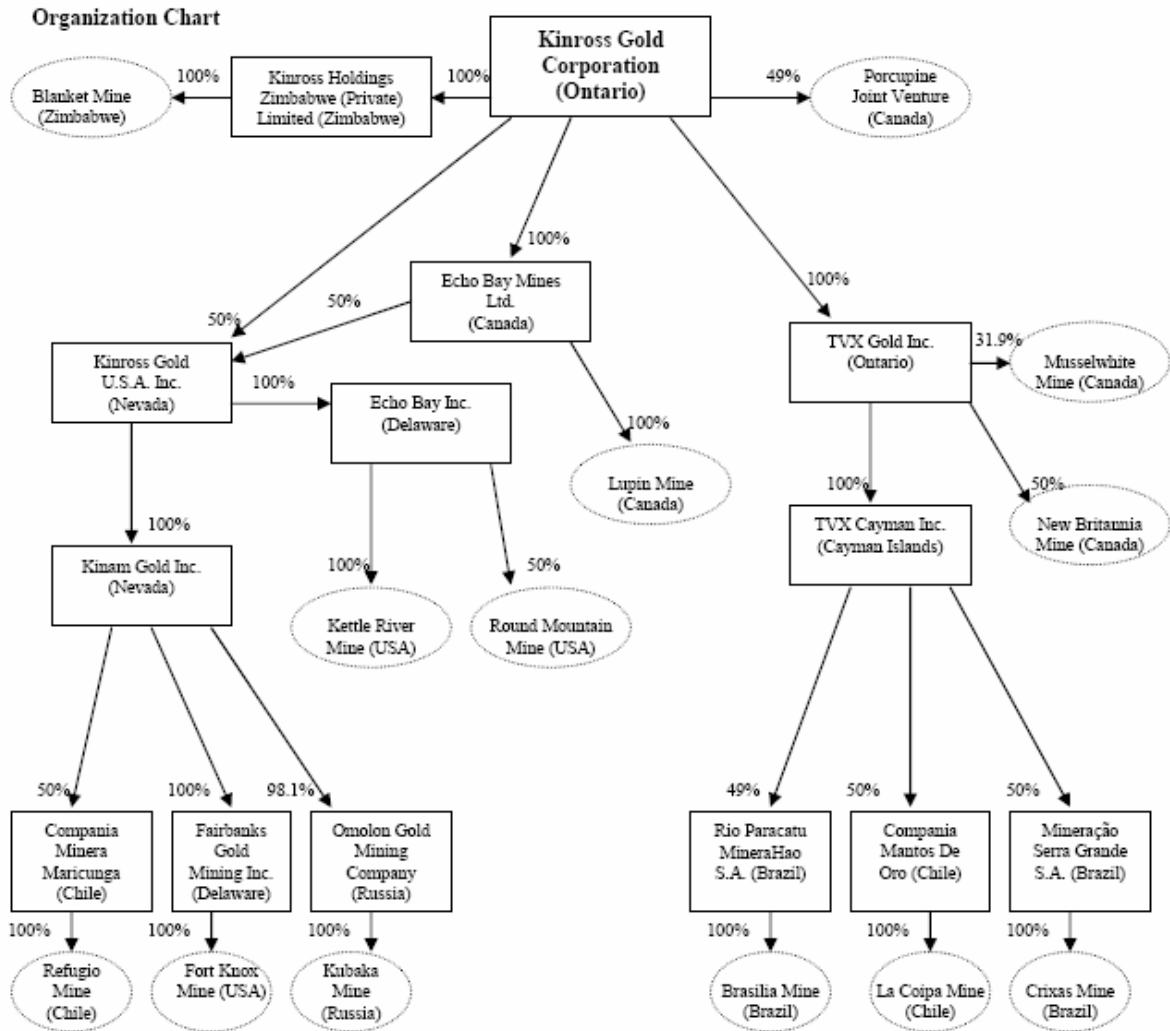 Organization Chart
Kinross Gold
Corporation
(Ontario)
100%
Kinross Holdings
Zimbabwe (Private)
Limited (Zimbabwe)
100%
Blanket Mine
(Zimbabwe)
49%
Porcupine
Joint Venture
(Canada)
100%
Echo Bay Mines
Ltd.
(Canada)
50%
50%
100%
TVX Gold Inc.
(Ontario)
31.9%
Musselwhite
Mine (Canada)
Kinross Gold
U.S.A. Inc.
(Nevada)
100%
Echo Bay Inc.
(Delaware)
100%
Lupin Mine
(Canada)
100%
50%
New Britannia
Mine (Canada)
TVX Cayman Inc.
(Cayman Islands)
100%
Kinam Gold Inc.
(Nevada)
100%
50%
Kettle River
Mine (USA)
Round Mountain
Mine (USA)
50%
100%
98.1%
49%
50%
50%
Compania
Minera
Maricunga
(Chile)
Fairbanks
Gold
Mining Inc.
(Delaware)
Omolon Gold
Mining
Company
(Russia)
Rio Paracatu
MineraHao
S.A. (Brazil)
Compania
Mantos De
Oro (Chile)
Mineração
Serra Grande
S.A. (Brazil)
100%
100%
100%
100%
100%
100%
Refugio
Mine
(Chile)
Fort Knox
Mine (USA)
Kubaka
Mine
(Russia)
Brasilia Mine
(Brazil)
La Coipa Mine
(Chile)
Crixas Mine
(Brazil)